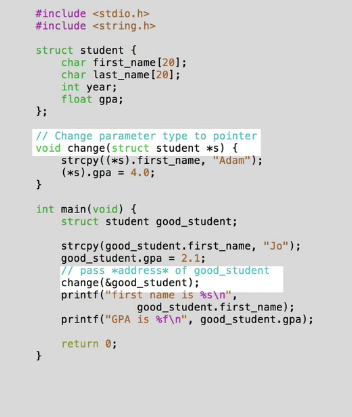 #include <stdio.h>
#include <string.h>
struct student {
char first_name[20];
char last_name[20];
int year;
float gpa;
};
// Change parameter type to pointer
void change(struct student *s) {
strcpy((*s).first_name, "Adam");
(*s).gpa = 4.0;
}
int main(void) {
struct student good_student;
strcpy(good_student.first_name, "Jo");
good_student.gpa = 2.1;
// pass *address* of good_student
change(&good_student);
printf("first name is %s\n",
good_student.first_name);
printf("GPA is %f\n", good_student.gpa);
return 0;
}